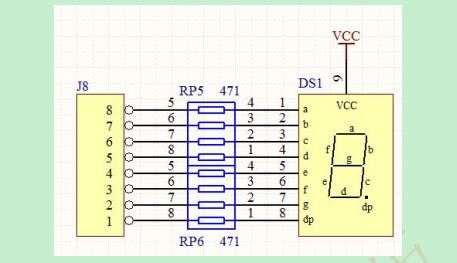 VCC
9
J8 RP5 471 DS1
VCC
8 5 4 1 a
7 6 3 2 b
6 7 2 3 c
5 8 1 4 d
4 5 4 5 e
3 6 3 6 f
2 7 2 7 g
1 8 1 8 dp
a
f b
g
e c
d
dp
RP6 471